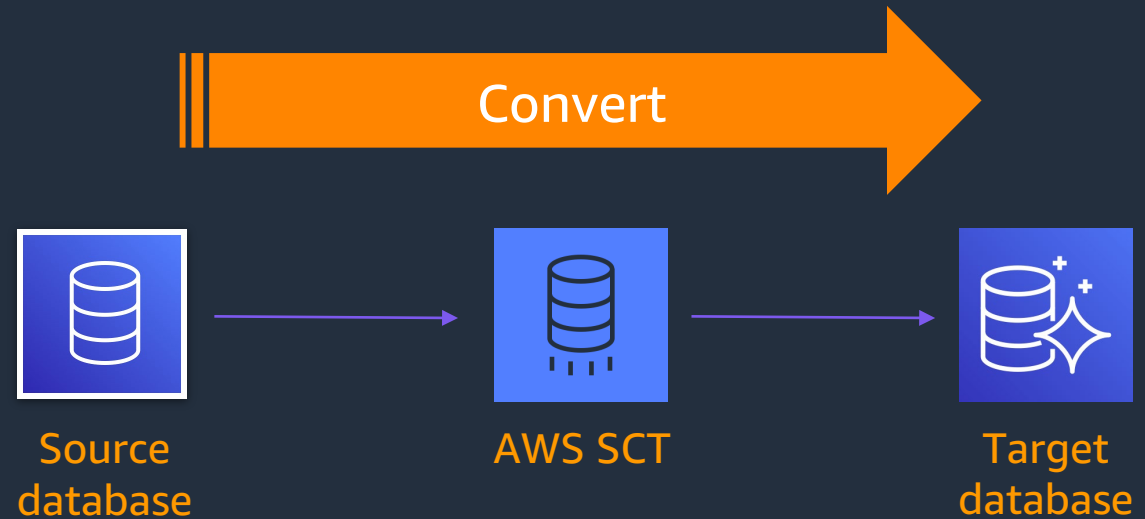 Convert
Source
database
AWS SCT
Target
database